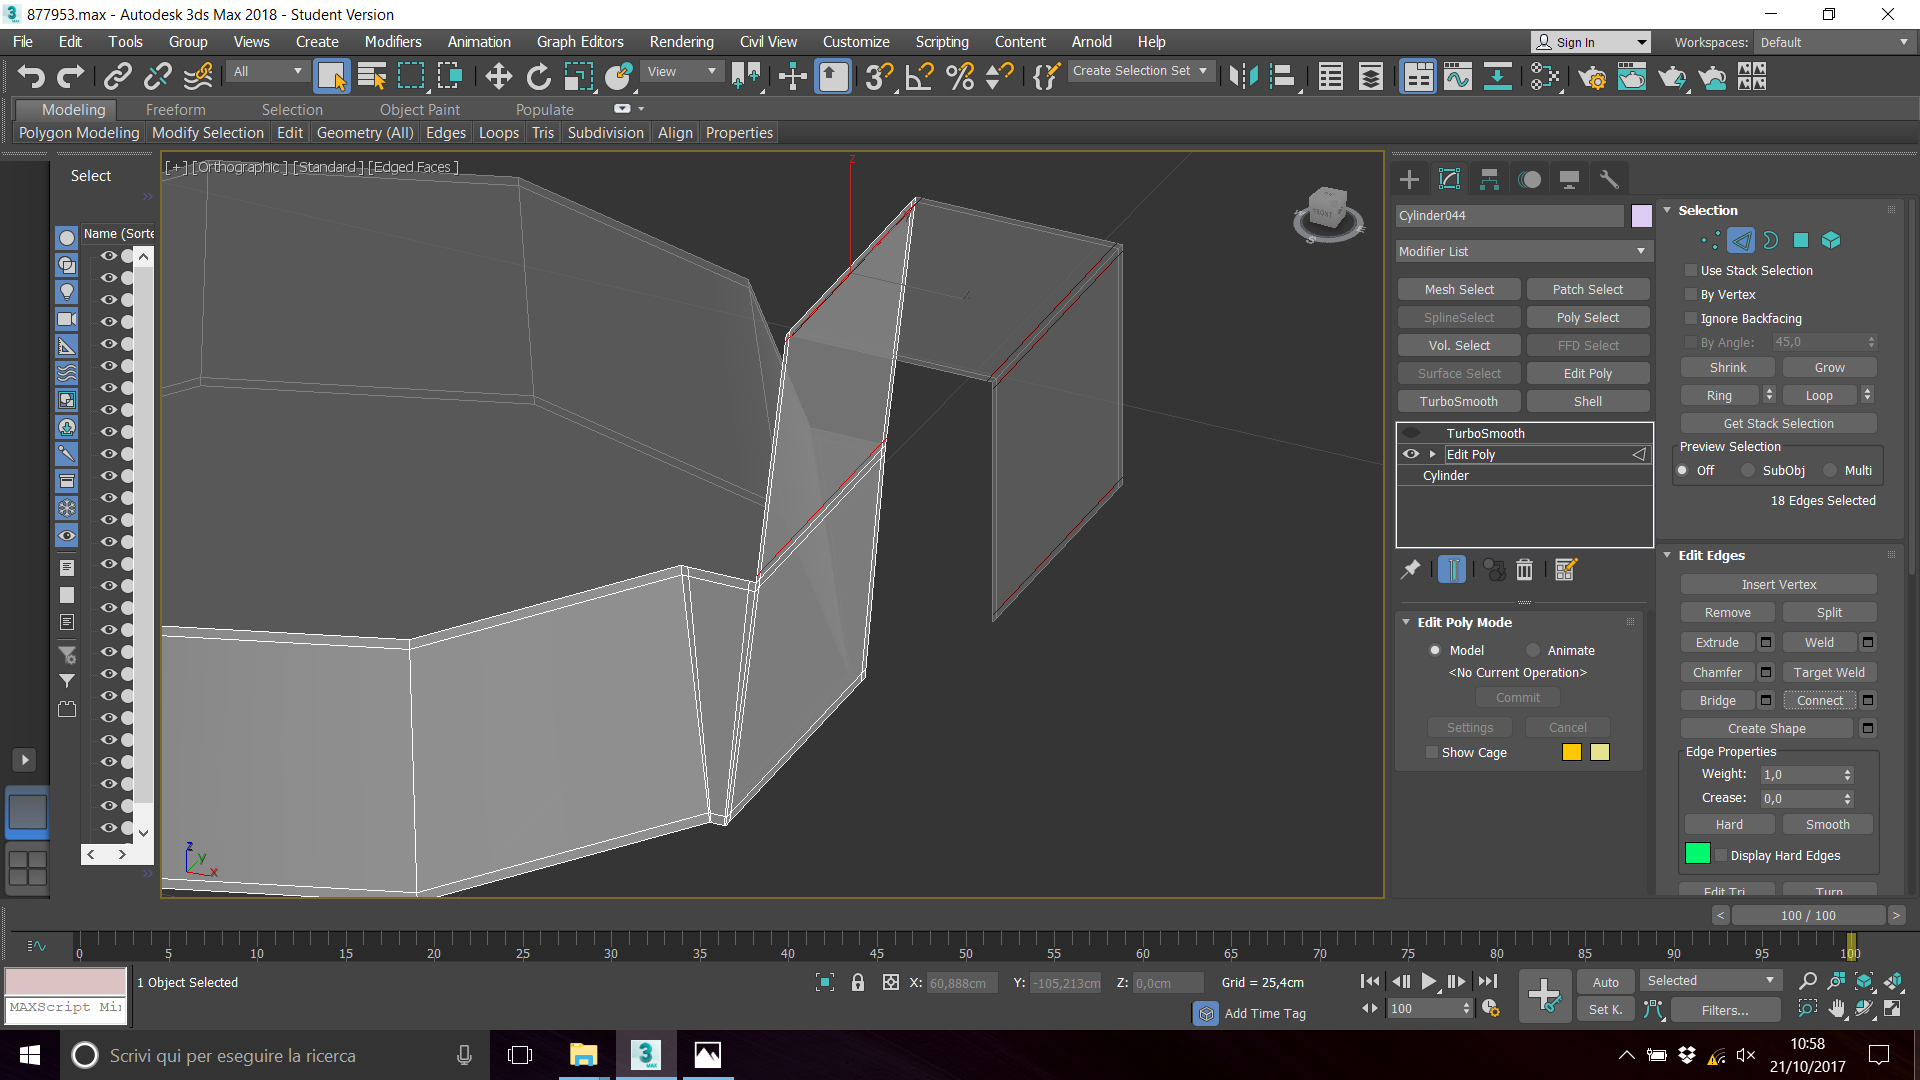 877953.max - Autodesk 3ds Max 2018 - Student Version
File Edit Tools Group Views Create Modifiers Animation Graph Editors Rendering Civil View Customize Scripting Content Arnold Help
Sign In
Workspaces: Default
All
View
Create Selection Set
Modeling Freeform Selection Object Paint Populate
Polygon Modeling Modify Selection Edit Geometry (All) Edges Loops Tris Subdivision Align Properties
Select
Name (Sorte
[+] [Orthographic ] [Standard ] [Edged Faces ]
z
FRONT
S
z
y
x
Cylinder044
Modifier List
Mesh Select Patch Select
SplineSelect Poly Select
Vol. Select FFD Select
Surface Select Edit Poly
TurboSmooth Shell
TurboSmooth
Edit Poly
Cylinder
Edit Poly Mode
Model Animate
<No Current Operation>
Commit
Settings Cancel
Show Cage
Selection
Use Stack Selection
By Vertex
Ignore Backfacing
By Angle: 45,0
Shrink Grow
Ring Loop
Get Stack Selection
Preview Selection
Off SubObj Multi
18 Edges Selected
Edit Edges
Insert Vertex
Remove Split
Extrude Weld
Chamfer Target Weld
Bridge Connect
Create Shape
Edge Properties
Weight: 1,0
Crease: 0,0
Hard Smooth
Display Hard Edges
Edit Tri. Turn
< 100 / 100 >
0 5 10 15 20 25 30 35 40 45 50 55 60 65 70 75 80 85 90 95 100
MAXScript Mi
1 Object Selected
X: 60,888cm Y: -105,213cm Z: 0,0cm
Grid = 25,4cm
Add Time Tag
100
Auto Selected
Set K. Filters...
Scrivi qui per eseguire la ricerca
3
MAX
10:58
21/10/2017